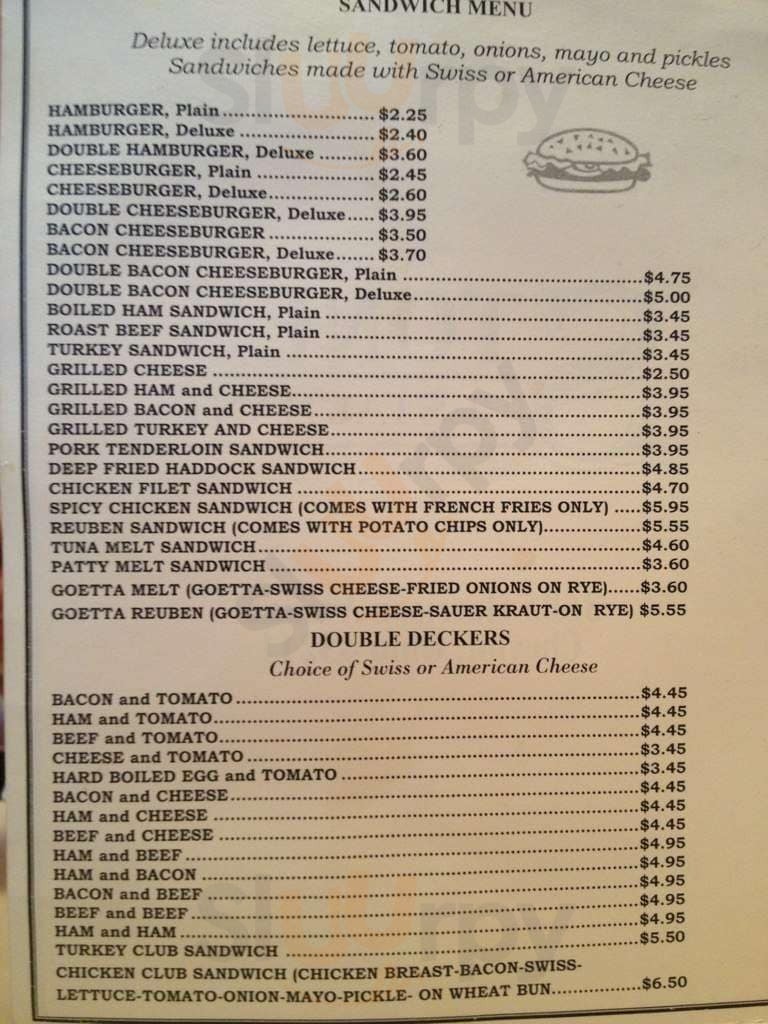 SANDWICH MENU
Deluxe includes lettuce, tomato, onions, mayo and pickles
Sandwiches made with Swiss or American Cheese
HAMBURGER, Plain.............................. $2.25
HAMBURGER, Deluxe ........................... $2.40
DOUBLE HAMBURGER, Deluxe .......... $3.60
CHEESEBURGER, Plain ........................ $2.45
CHEESEBURGER, Deluxe..................... $2.60
DOUBLE CHEESEBURGER, Deluxe..... $3.95
BACON CHEESEBURGER ..................... $3.50
BACON CHEESEBURGER, Deluxe....... $3.70
DOUBLE BACON CHEESEBURGER, Plain ................................................$4.75
DOUBLE BACON CHEESEBURGER, Deluxe.............................................$5.00
BOILED HAM SANDWICH, Plain ...............................................................$3.45
ROAST BEEF SANDWICH, Plain ...............................................................$3.45
TURKEY SANDWICH, Plain ......................................................................$3.45
GRILLED CHEESE .....................................................................................$2.50
GRILLED HAM and CHEESE......................................................................$3.95
GRILLED BACON and CHEESE.................................................................$3.95
GRILLED TURKEY AND CHEESE..............................................................$3.95
PORK TENDERLOIN SANDWICH...............................................................$3.95
DEEP FRIED HADDOCK SANDWICH.........................................................$4.85
CHICKEN FILET SANDWICH .....................................................................$4.70
SPICY CHICKEN SANDWICH (COMES WITH FRENCH FRIES ONLY) .....$5.95
REUBEN SANDWICH (COMES WITH POTATO CHIPS ONLY)...................$5.55
TUNA MELT SANDWICH.............................................................................$4.60
PATTY MELT SANDWICH ...........................................................................$3.60
GOETTA MELT (GOETTA-SWISS CHEESE-FRIED ONIONS ON RYE)......$3.60
GOETTA REUBEN (GOETTA-SWISS CHEESE-SAUER KRAUT-ON RYE) $5.55
DOUBLE DECKERS
Choice of Swiss or American Cheese
BACON and TOMATO.................................................................................$4.45
HAM and TOMATO.....................................................................................$4.45
BEEF and TOMATO....................................................................................$4.45
CHEESE and TOMATO ...............................................................................$3.45
HARD BOILED EGG and TOMATO ............................................................$3.45
BACON and CHEESE..................................................................................$4.45
HAM and CHEESE .....................................................................................$4.45
BEEF and CHEESE ....................................................................................$4.45
HAM and BEEF...........................................................................................$4.95
HAM and BACON ........................................................................................$4.95
BACON and BEEF .......................................................................................$4.95
BEEF and BEEF..........................................................................................$4.95
HAM and HAM ............................................................................................$4.95
TURKEY CLUB SANDWICH ........................................................................$5.50
CHICKEN CLUB SANDWICH (CHICKEN BREAST-BACON-SWISS-
LETTUCE-TOMATO-ONION-MAYO-PICKLE- ON WHEAT BUN..................$6.50